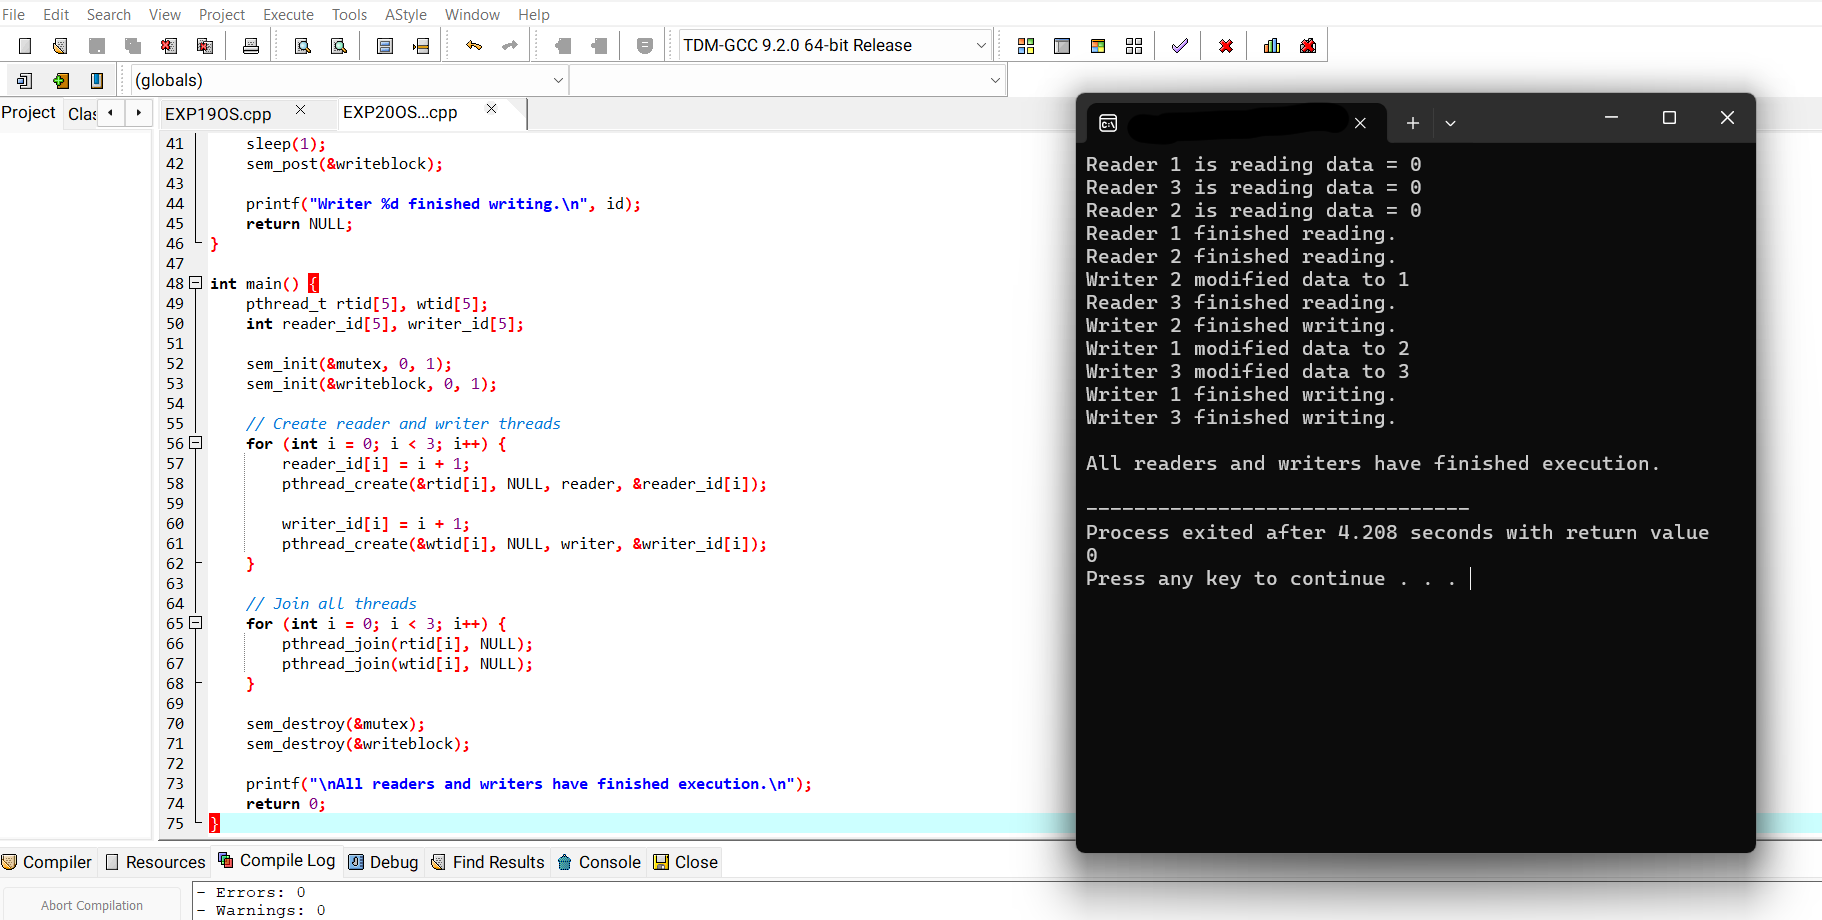 File Edit Search View Project Execute Tools AStyle Window Help
TDM-GCC 9.2.0 64-bit Release
(globals)
Project Clas
EXP19OS.cpp EXP20OS...cpp
41 sleep(1);
42 sem_post(&writeblock);
43
44 printf("Writer %d finished writing.\n", id);
45 return NULL;
46 }
47
48 int main() {
49 pthread_t rtid[5], wtid[5];
50 int reader_id[5], writer_id[5];
51
52 sem_init(&mutex, 0, 1);
53 sem_init(&writeblock, 0, 1);
54
55 // Create reader and writer threads
56 for (int i = 0; i < 3; i++) {
57 reader_id[i] = i + 1;
58 pthread_create(&rtid[i], NULL, reader, &reader_id[i]);
59
60 writer_id[i] = i + 1;
61 pthread_create(&wtid[i], NULL, writer, &writer_id[i]);
62 }
63
64 // Join all threads
65 for (int i = 0; i < 3; i++) {
66 pthread_join(rtid[i], NULL);
67 pthread_join(wtid[i], NULL);
68 }
69
70 sem_destroy(&mutex);
71 sem_destroy(&writeblock);
72
73 printf("\nAll readers and writers have finished execution.\n");
74 return 0;
75 }
C:\
Reader 1 is reading data = 0
Reader 3 is reading data = 0
Reader 2 is reading data = 0
Reader 1 finished reading.
Reader 2 finished reading.
Writer 2 modified data to 1
Reader 3 finished reading.
Writer 2 finished writing.
Writer 1 modified data to 2
Writer 3 modified data to 3
Writer 1 finished writing.
Writer 3 finished writing.
All readers and writers have finished execution.
--------------------------------
Process exited after 4.208 seconds with return value
0
Press any key to continue . . .
Compiler Resources Compile Log Debug Find Results Console Close
Abort Compilation
- Errors: 0
- Warnings: 0